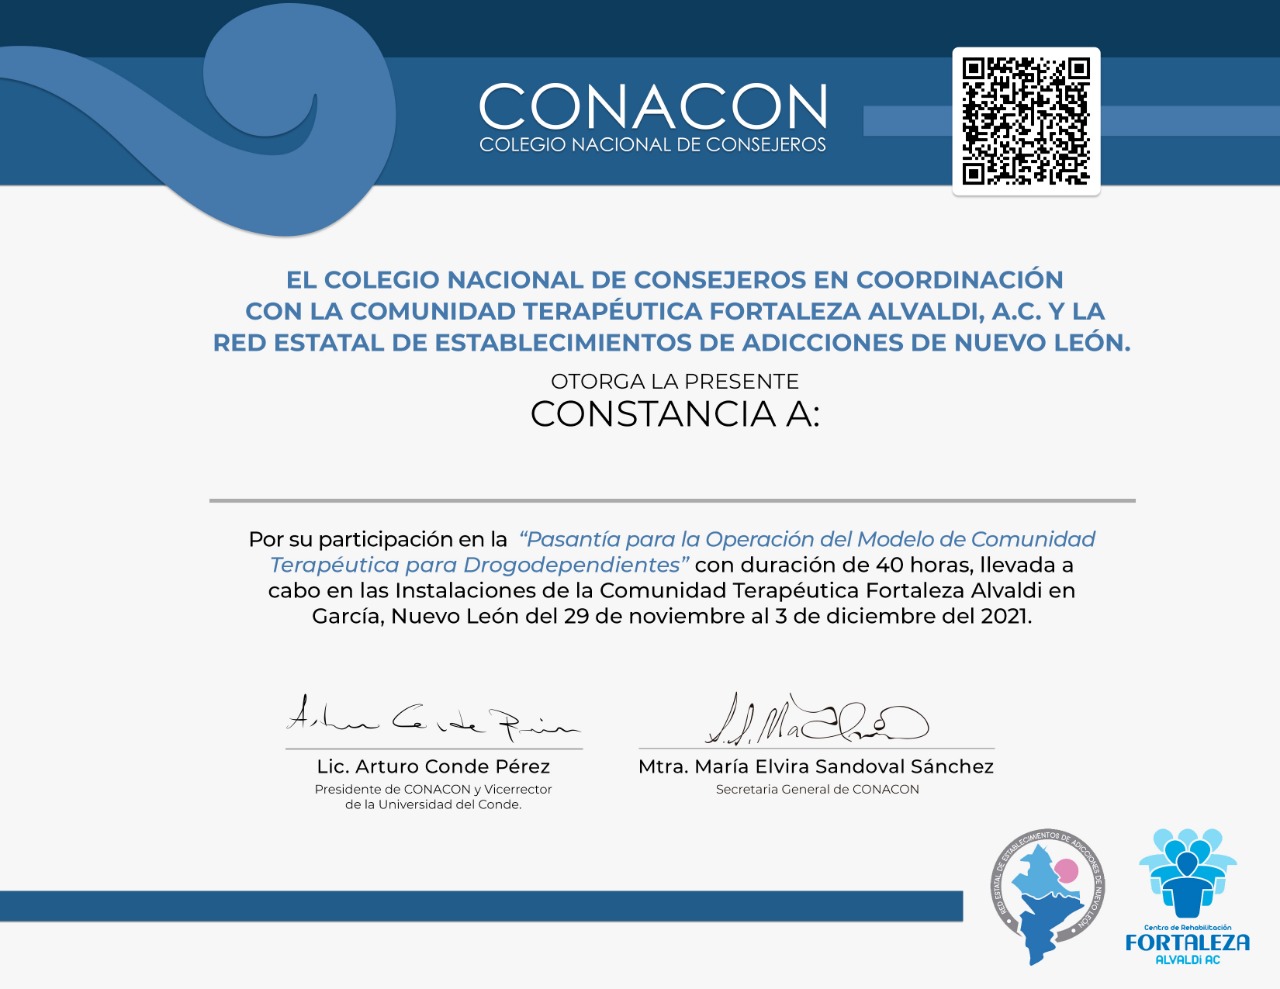 CONACON
COLEGIO NACIONAL DE CONSEJEROS
EL COLEGIO NACIONAL DE CONSEJEROS EN COORDINACIÓN
CON LA COMUNIDAD TERAPÉUTICA FORTALEZA ALVALDI, A.C. Y LA
RED ESTATAL DE ESTABLECIMIENTOS DE ADICCIONES DE NUEVO LEÓN.
OTORGA LA PRESENTE
CONSTANCIA A:
Por su participación en la “Pasantía para la Operación del Modelo de Comunidad
Terapéutica para Drogodependientes” con duración de 40 horas, llevada a
cabo en las Instalaciones de la Comunidad Terapéutica Fortaleza Alvaldi en
García, Nuevo León del 29 de noviembre al 3 de diciembre del 2021.
Lic. Arturo Conde Pérez
Presidente de CONACON y Vicerrector
de la Universidad del Conde.
Mtra. María Elvira Sandoval Sánchez
Secretaria General de CONACON
RED ESTATAL DE ESTABLECIMIENTOS DE ADICCIONES DE NUEVO LEÓN
Centro de Rehabilitación
FORTALEZA
ALVALDi AC